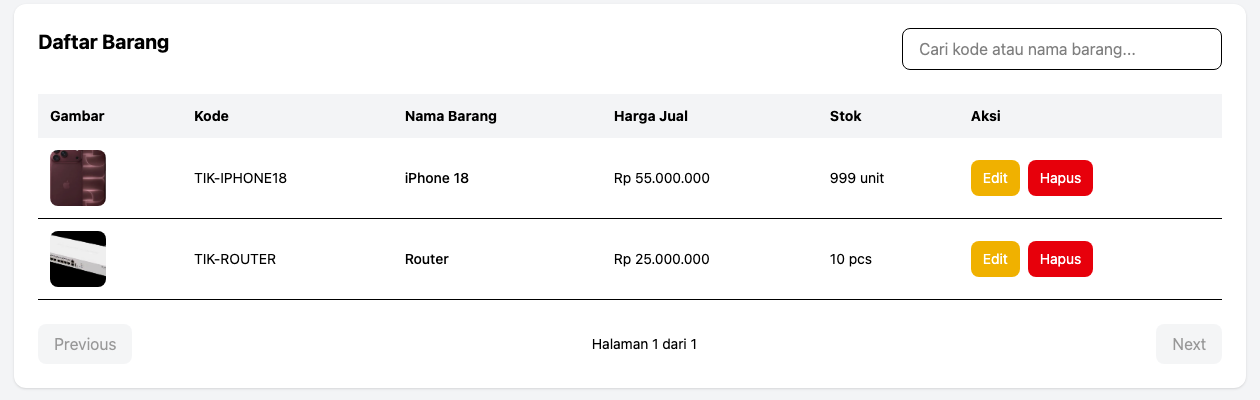 Daftar Barang
Cari kode atau nama barang...
Gambar Kode Nama Barang Harga Jual Stok Aksi
TIK-IPHONE18 iPhone 18 Rp 55.000.000 999 unit Edit Hapus
TIK-ROUTER Router Rp 25.000.000 10 pcs Edit Hapus
Previous Halaman 1 dari 1 Next